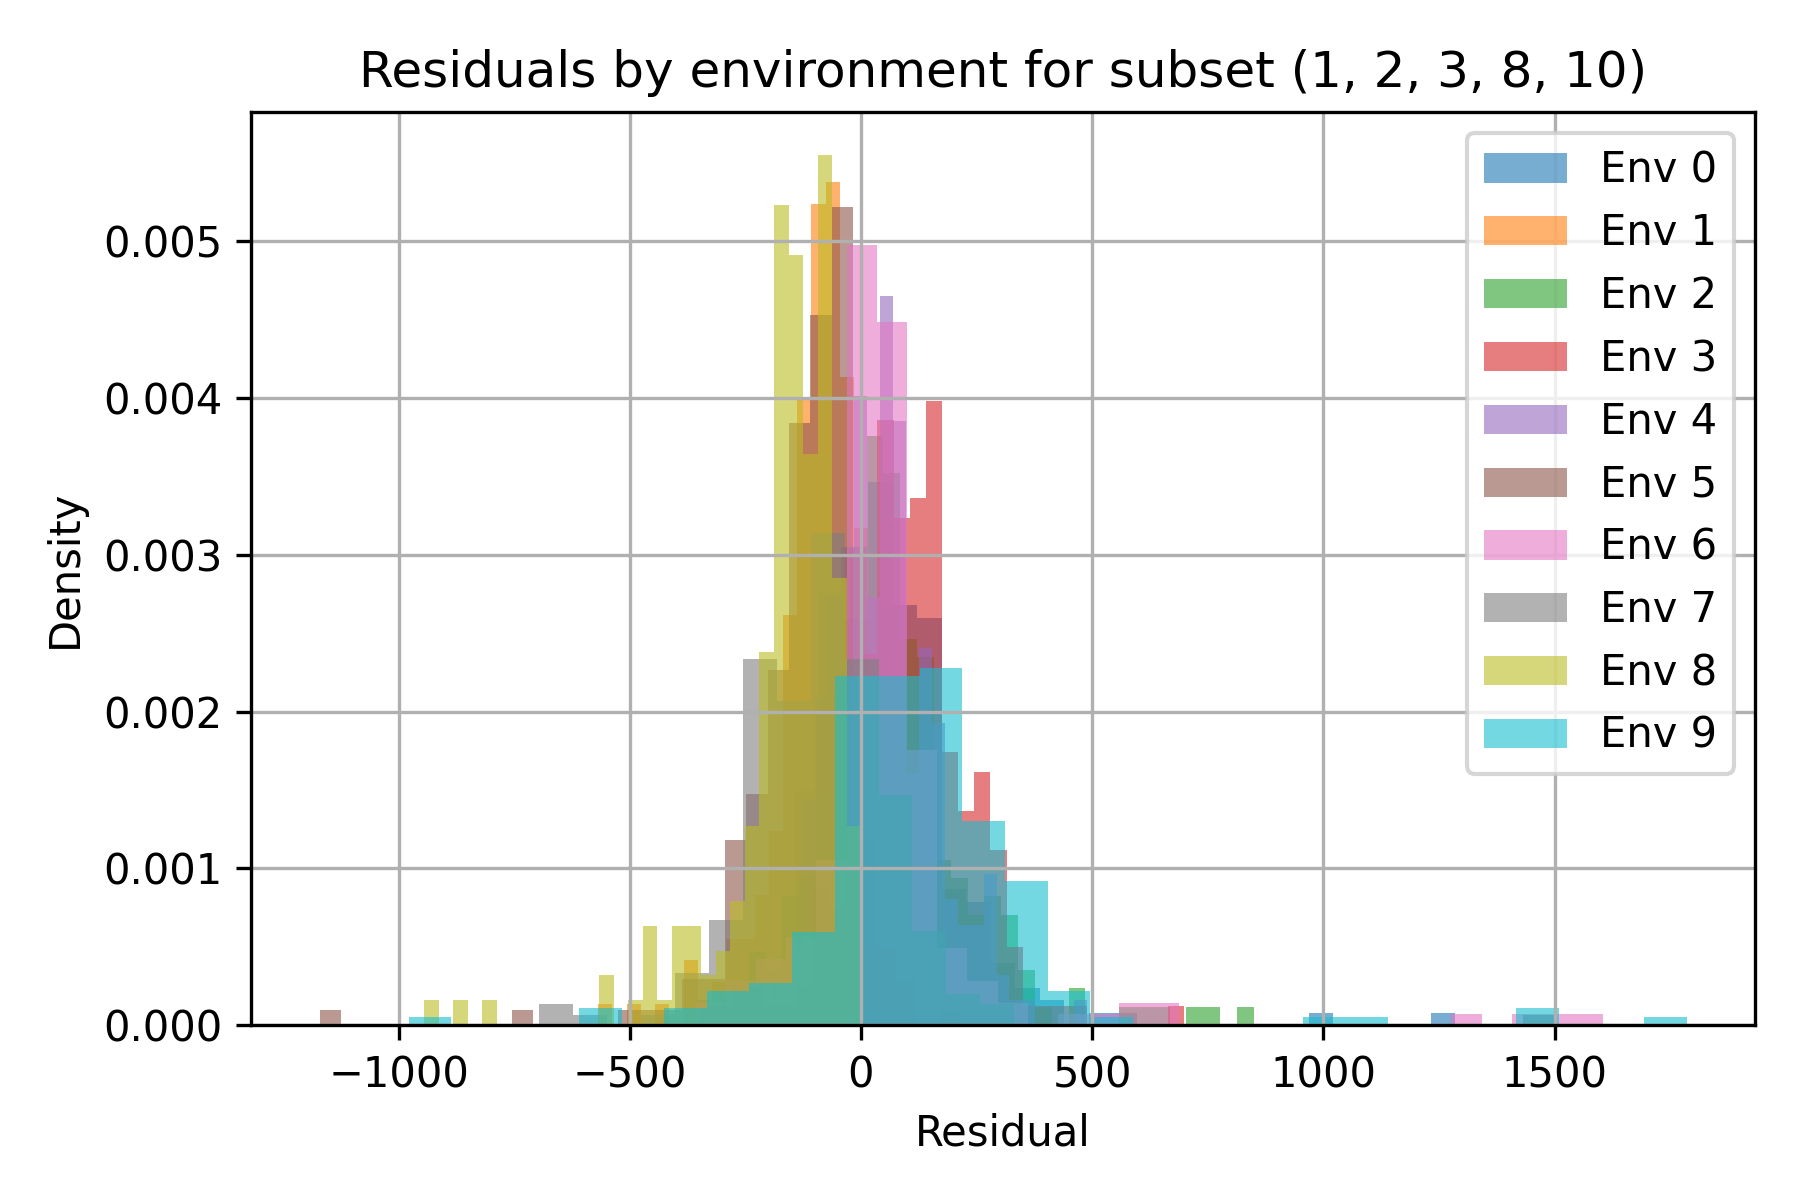 Residuals by environment for subset (1, 2, 3, 8, 10)
Density
0.005
0.004
0.003
0.002
0.001
0.000
−1000
−500
0
500
1000
1500
Residual
Env 0
Env 1
Env 2
Env 3
Env 4
Env 5
Env 6
Env 7
Env 8
Env 9